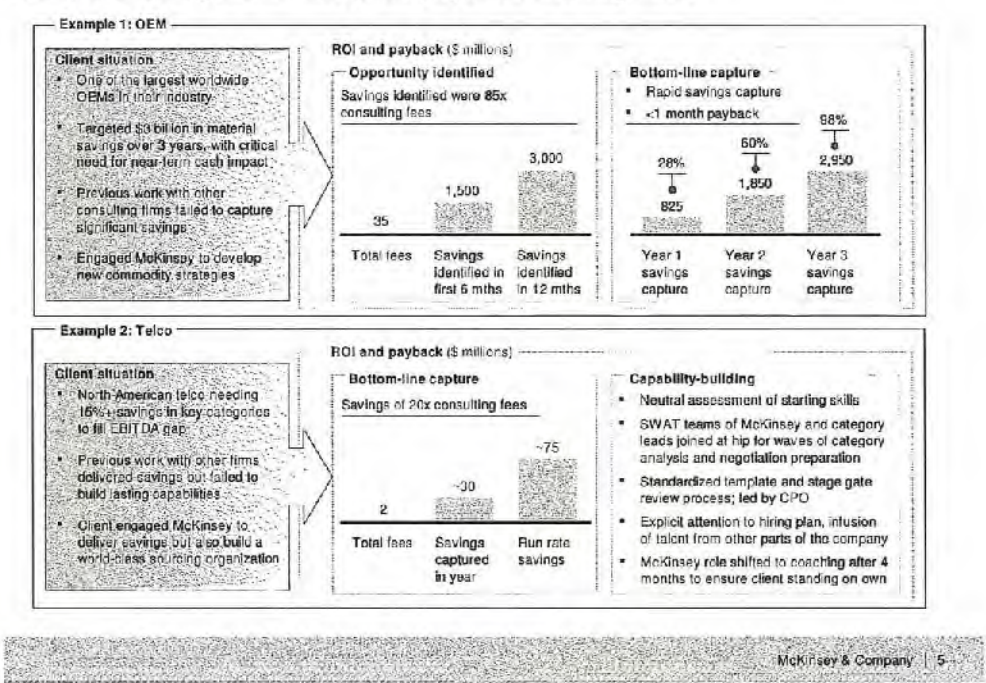 Example 1: OEM
Client situation
▪ One of the largest worldwide
OEMs in their industry
▪ Targeted $3 billion in material
savings over 3 years, with critical
need for near-term cash impact
▪ Previous work with other
consulting firms failed to capture
significant savings
▪ Engaged McKinsey to develop
new commodity strategies
ROI and payback ($ millions)
Opportunity identified
Savings identified were 85x
consulting fees
35
1,500
3,000
Total fees
Savings
identified in
first 6 mths
Savings
identified
in 12 mths
Bottom-line capture
▪ Rapid savings capture
▪ <1 month payback
28%
825
60%
1,850
98%
2,950
Year 1
savings
capture
Year 2
savings
capture
Year 3
savings
capture
Example 2: Telco
Client situation
▪ North American telco needing
15%+ savings in key categories
to fill EBITDA gap
▪ Previous work with other firms
delivered savings but failed to
build lasting capabilities
▪ Client engaged McKinsey to
deliver savings but also build a
world-class sourcing organization
ROI and payback ($ millions)
Bottom-line capture
Savings of 20x consulting fees
2
~30
~75
Total fees
Savings
captured
in year
Run rate
savings
Capability-building
▪ Neutral assessment of starting skills
▪ SWAT teams of McKinsey and category
leads joined at hip for waves of category
analysis and negotiation preparation
▪ Standardized template and stage gate
review process; led by CPO
▪ Explicit attention to hiring plan, infusion
of talent from other parts of the company
▪ McKinsey role shifted to coaching after 4
months to ensure client standing on own
McKinsey & Company | 5